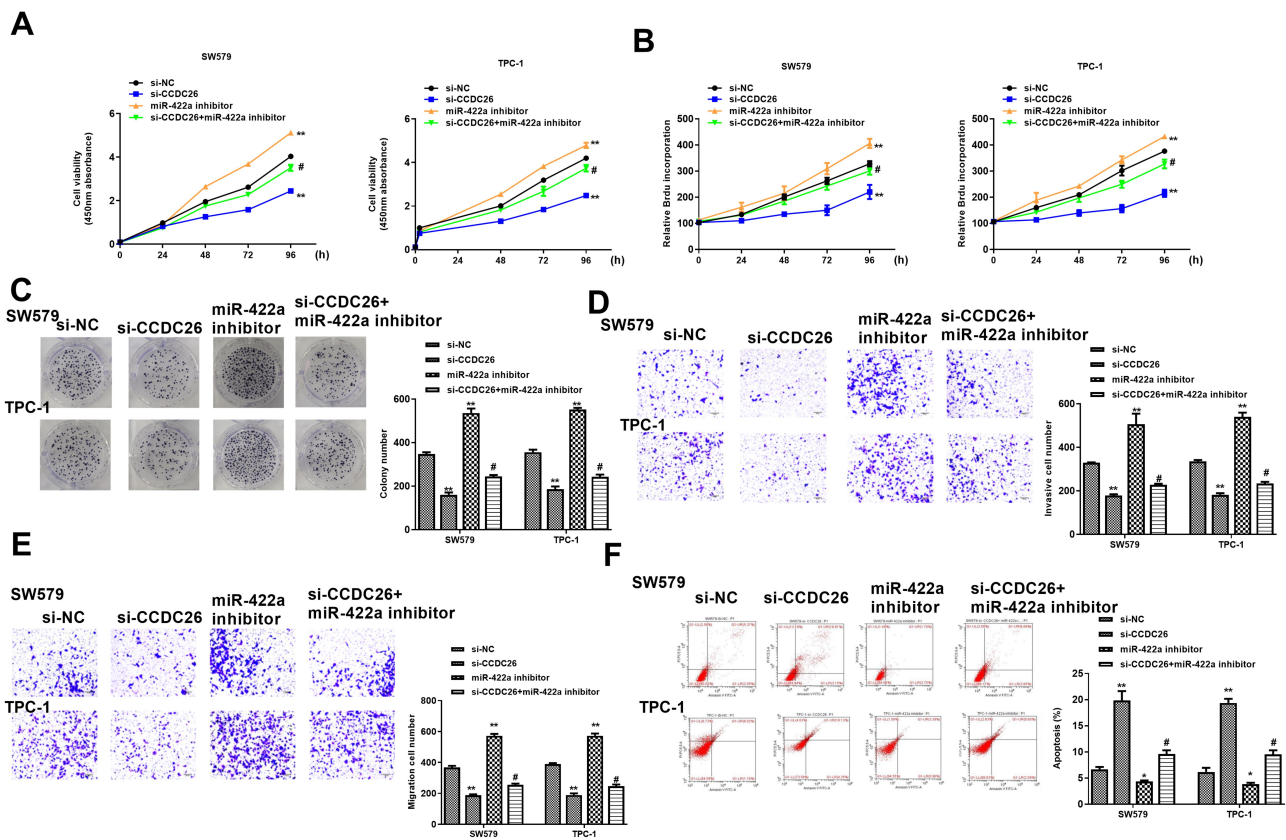 A
SW579
si-NC
si-CCDC26
miR-422a inhibitor
si-CCDC26+miR-422a inhibitor
Cell viability
(450nm absorbance)
6
4
2
0
0 24 48 72 96 (h)
**
#
**
TPC-1
si-NC
si-CCDC26
miR-422a inhibitor
si-CCDC26+miR-422a inhibitor
Cell viability
(450nm absorbance)
6
4
2
0
0 24 48 72 96 (h)
**
#
**
B
SW579
si-NC
si-CCDC26
miR-422a inhibitor
si-CCDC26+miR-422a inhibitor
Relative Brdu incorporation
500
400
300
200
100
0
0 24 48 72 96 (h)
**
#
**
TPC-1
si-NC
si-CCDC26
miR-422a inhibitor
si-CCDC26+miR-422a inhibitor
Relative Brdu incorporation
500
400
300
200
100
0
0 24 48 72 96 (h)
**
#
**
C
SW579
si-NC
si-CCDC26
miR-422a
inhibitor
si-CCDC26+
miR-422a inhibitor
TPC-1
si-NC
si-CCDC26
miR-422a inhibitor
si-CCDC26+miR-422a inhibitor
Colony number
600
400
200
0
** ** # ** ** #
SW579 TPC-1
D
SW579
si-NC
si-CCDC26
miR-422a
inhibitor
si-CCDC26+
miR-422a inhibitor
TPC-1
si-NC
si-CCDC26
miR-422a inhibitor
si-CCDC26+miR-422a inhibitor
Invasive cell number
600
400
200
0
** ** # ** ** #
SW579 TPC-1
E
SW579
si-NC
si-CCDC26
miR-422a
inhibitor
si-CCDC26+
miR-422a inhibitor
TPC-1
si-NC
si-CCDC26
miR-422a inhibitor
si-CCDC26+miR-422a inhibitor
Migration cell number
800
600
400
200
0
** ** # ** ** #
SW579 TPC-1
F
SW579
si-NC
si-CCDC26
miR-422a
inhibitor
si-CCDC26+
miR-422a inhibitor
TPC-1
si-NC
si-CCDC26
miR-422a inhibitor
si-CCDC26+miR-422a inhibitor
Apoptosis (%)
25
20
15
10
5
0
** * # ** * #
SW579 TPC-1